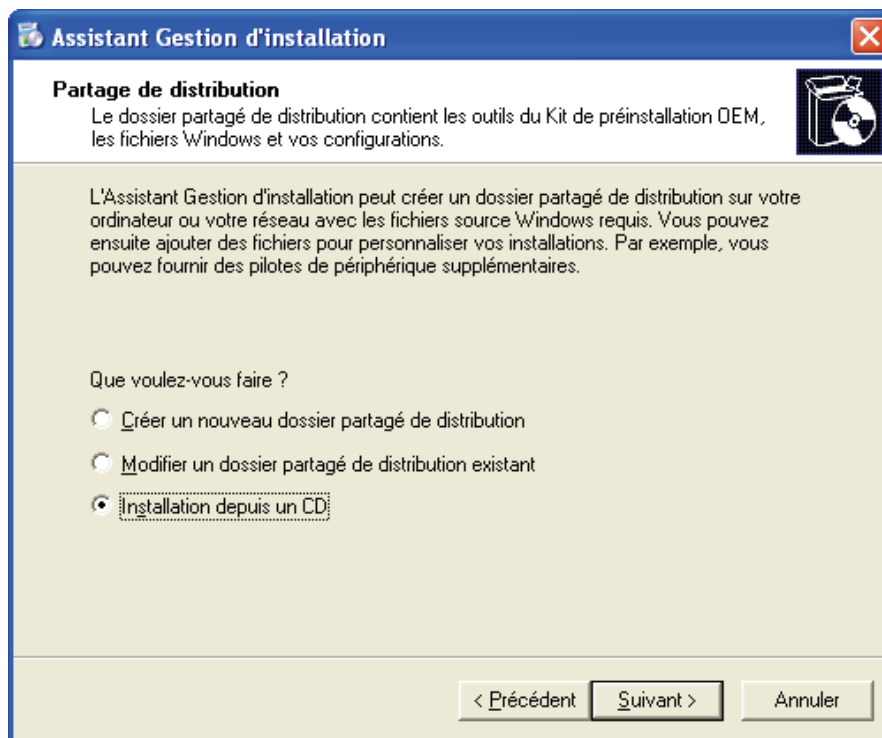 Assistant Gestion d'installation
Partage de distribution
Le dossier partagé de distribution contient les outils du Kit de préinstallation OEM,
les fichiers Windows et vos configurations.
L'Assistant Gestion d'installation peut créer un dossier partagé de distribution sur votre
ordinateur ou votre réseau avec les fichiers source Windows requis. Vous pouvez
ensuite ajouter des fichiers pour personnaliser vos installations. Par exemple, vous
pouvez fournir des pilotes de périphérique supplémentaires.
Que voulez-vous faire ?
Créer un nouveau dossier partagé de distribution
Modifier un dossier partagé de distribution existant
Installation depuis un CD
< Précédent
Suivant >
Annuler